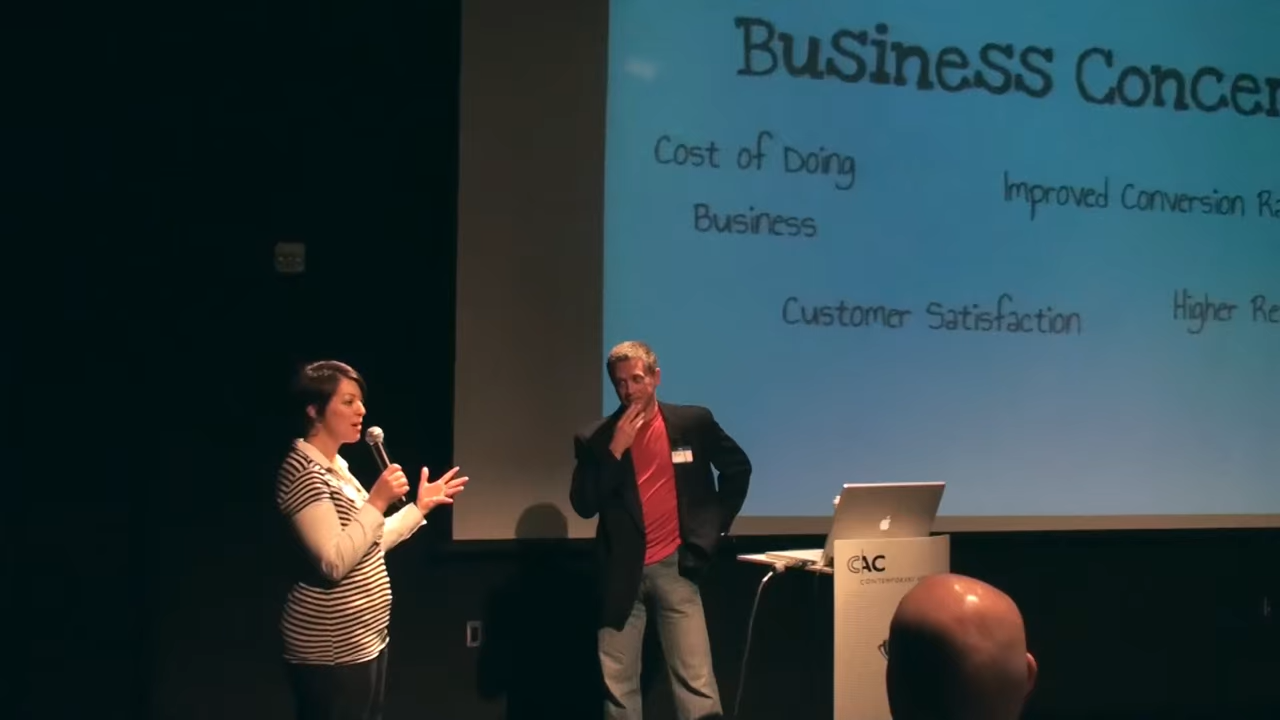 Business Concer
Cost of Doing
Business
Improved Conversion Ra
Customer Satisfaction
Higher Re
CAC